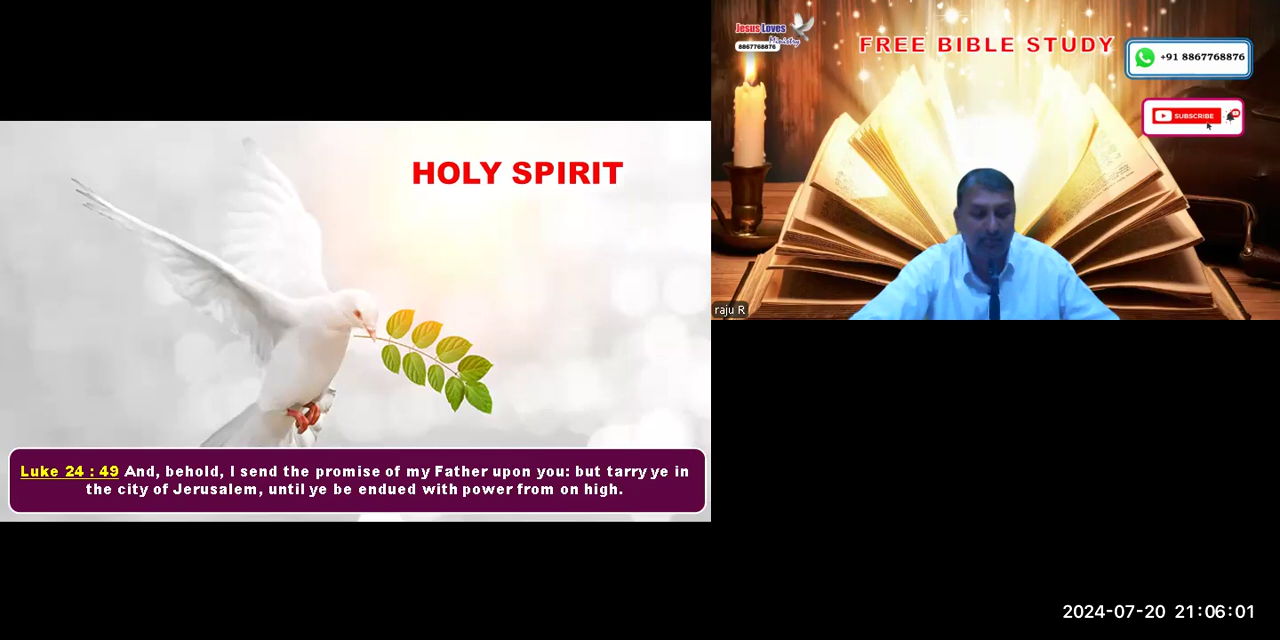 HOLY SPIRIT
Luke 24 : 49 And, behold, I send the promise of my Father upon you: but tarry ye in
the city of Jerusalem, until ye be endued with power from on high.
Jesus Loves
Ministry
8867768876
FREE BIBLE STUDY
+91 8867768876
SUBSCRIBE
raju R
2024-07-20 21:06:01